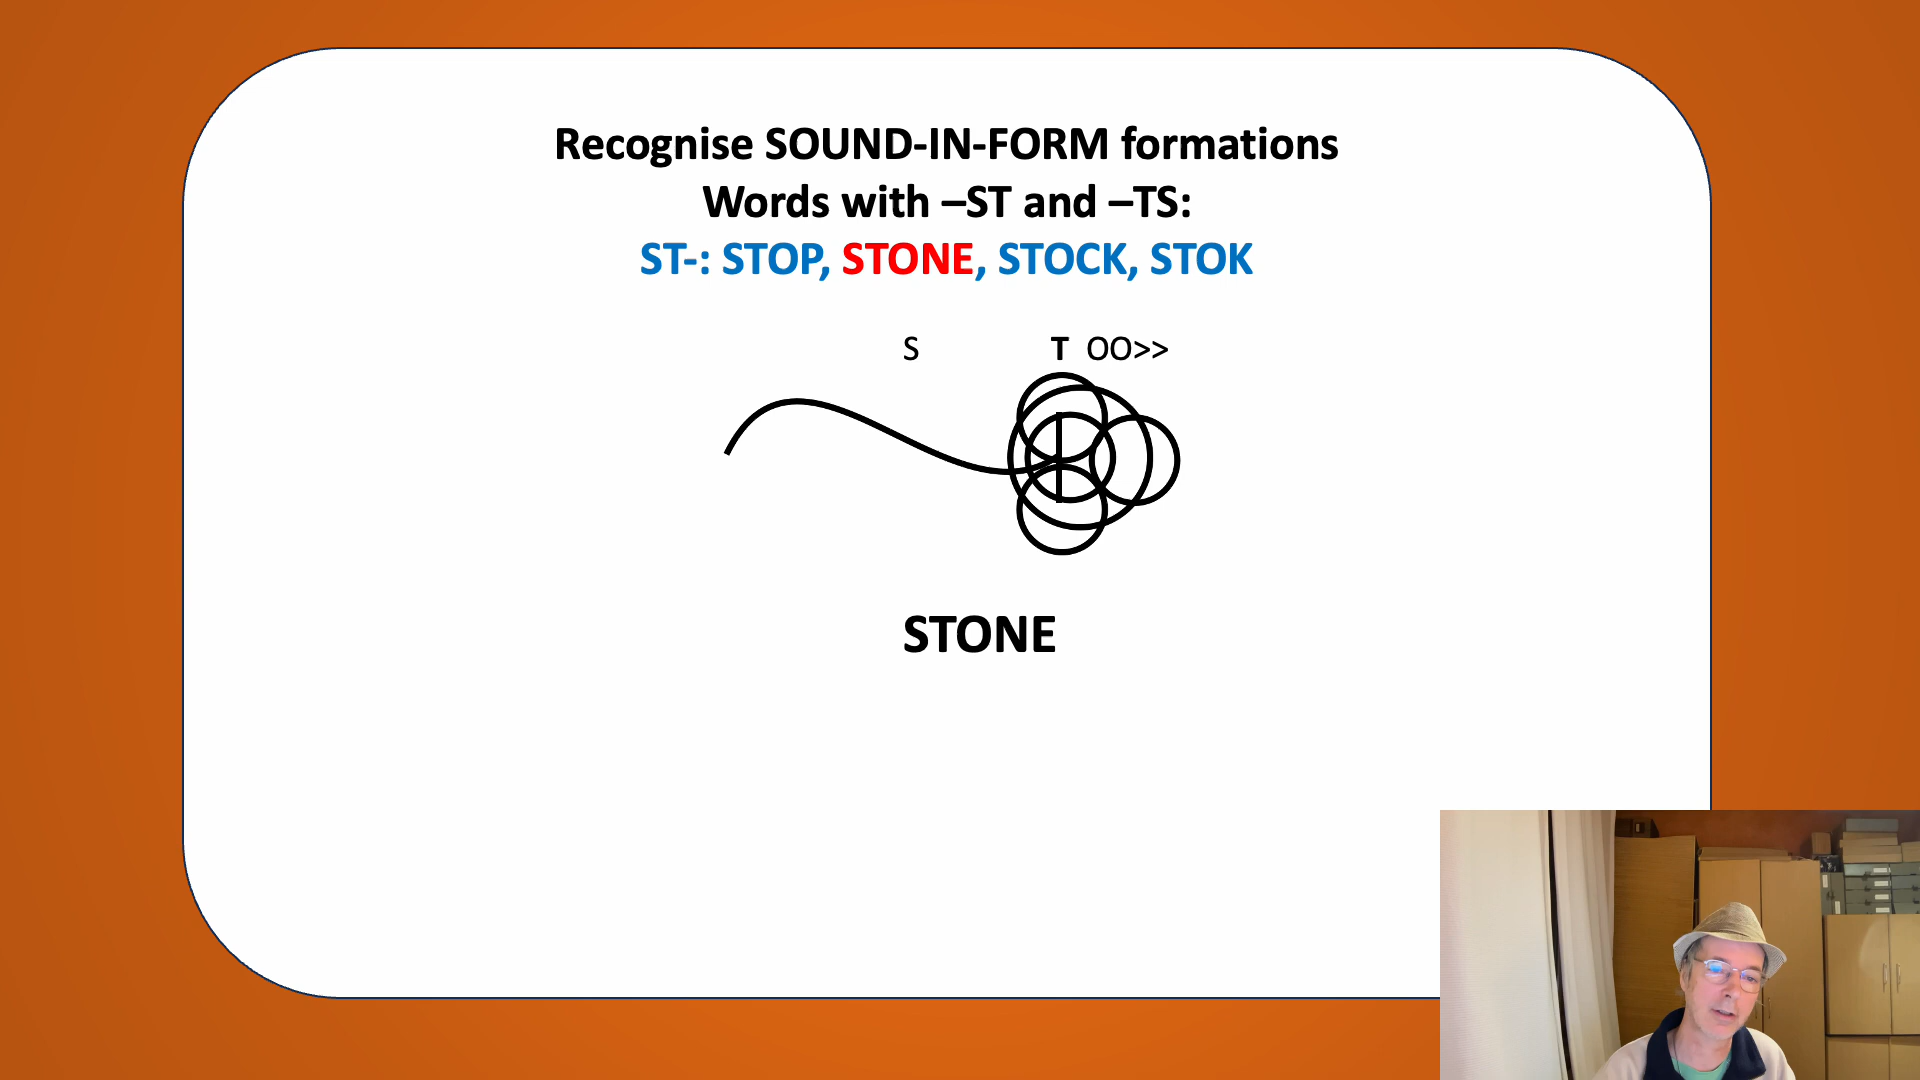 Recognise SOUND-IN-FORM formations
Words with –ST and –TS:
ST-: STOP, STONE, STOCK, STOK
S T OO>>
STONE